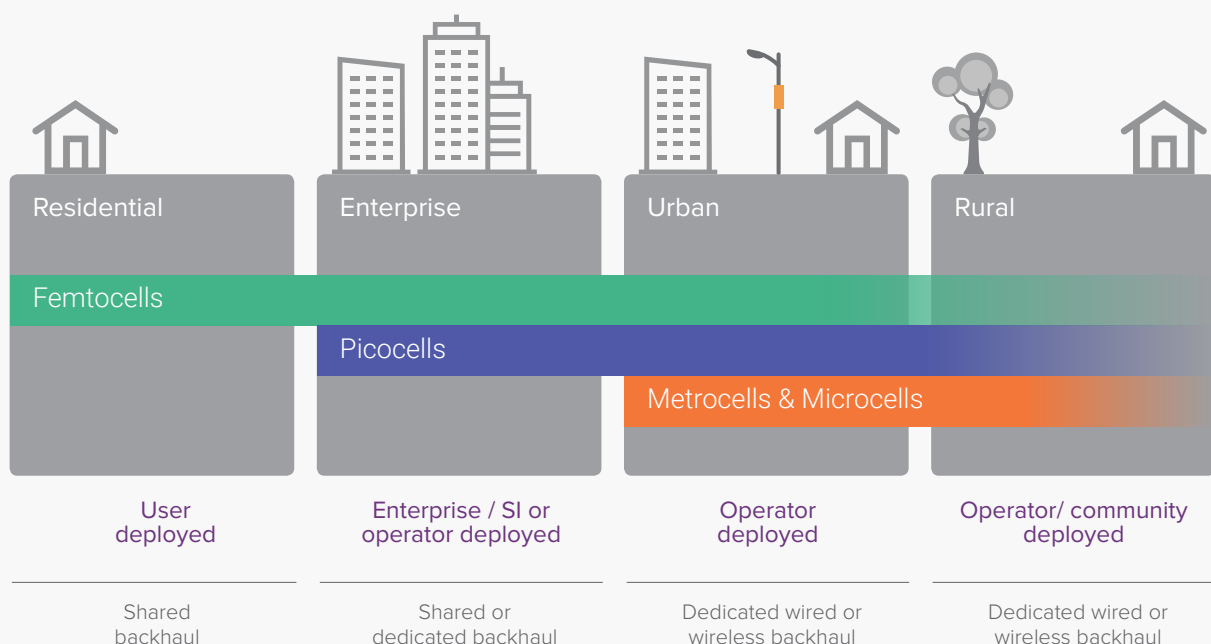 Residential
Enterprise
Urban
Rural
Femtocells
Picocells
Metrocells & Microcells
User
deployed
Enterprise / SI or
operator deployed
Operator
deployed
Operator/ community
deployed
Shared
backhaul
Shared or
dedicated backhaul
Dedicated wired or
wireless backhaul
Dedicated wired or
wireless backhaul